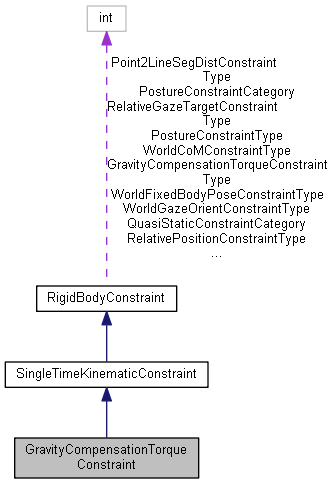 int
Point2LineSegDistConstraint
Type
PostureConstraintCategory
RelativeGazeTargetConstraint
Type
PostureConstraintType
WorldCoMConstraintType
GravityCompensationTorqueConstraint
Type
WorldFixedBodyPoseConstraintType
WorldGazeOrientConstraintType
QuasiStaticConstraintCategory
RelativePositionConstraintType
...
RigidBodyConstraint
SingleTimeKinematicConstraint
GravityCompensationTorque
Constraint